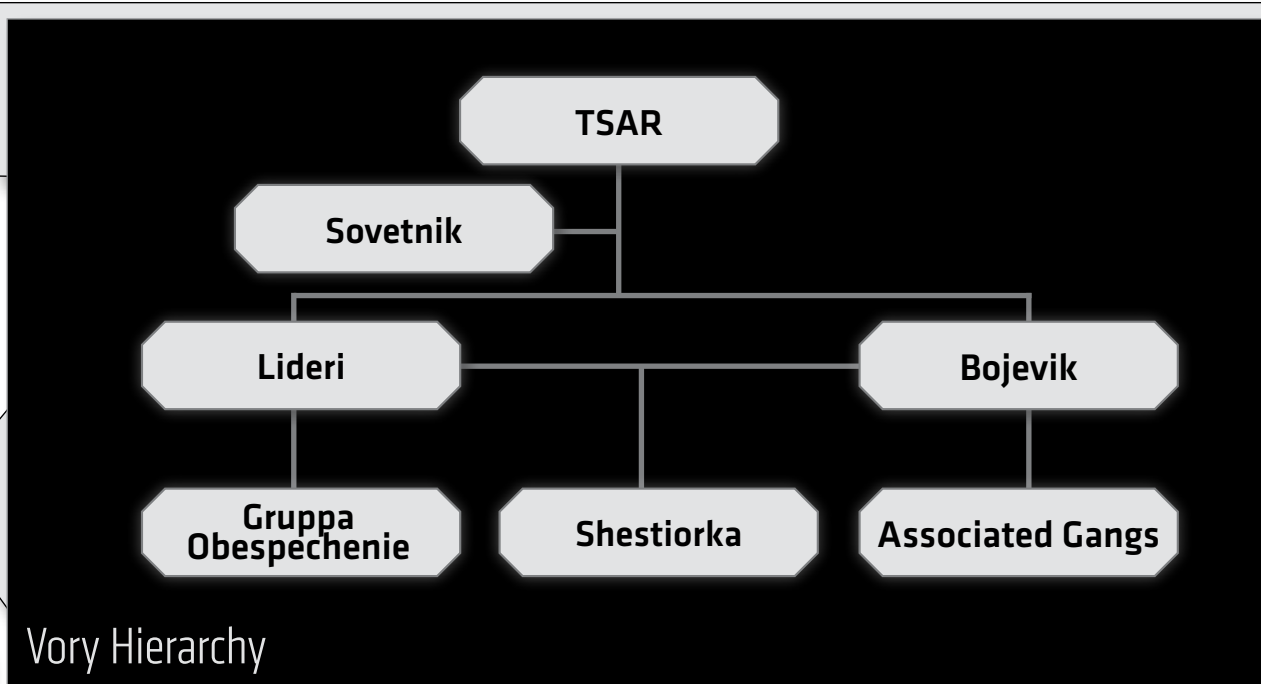 TSAR
Sovetnik
Lideri
Bojevik
Gruppa
Obespechenie
Shestiorka
Associated Gangs
Vory Hierarchy